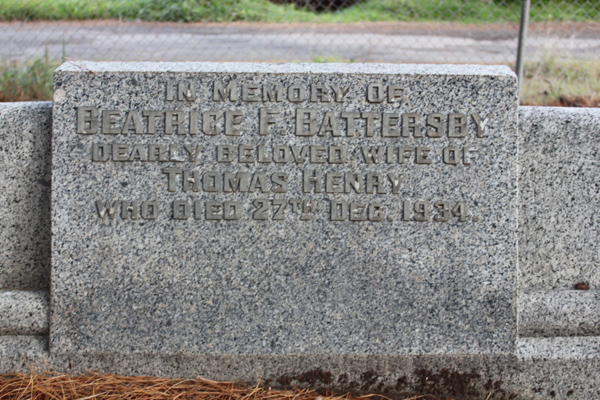 IN MEMORY OF
BEATRICE F. BATTERSBY
DEARLY BELOVED WIFE OF
THOMAS HENRY
WHO DIED 27TH DEC. 1934.